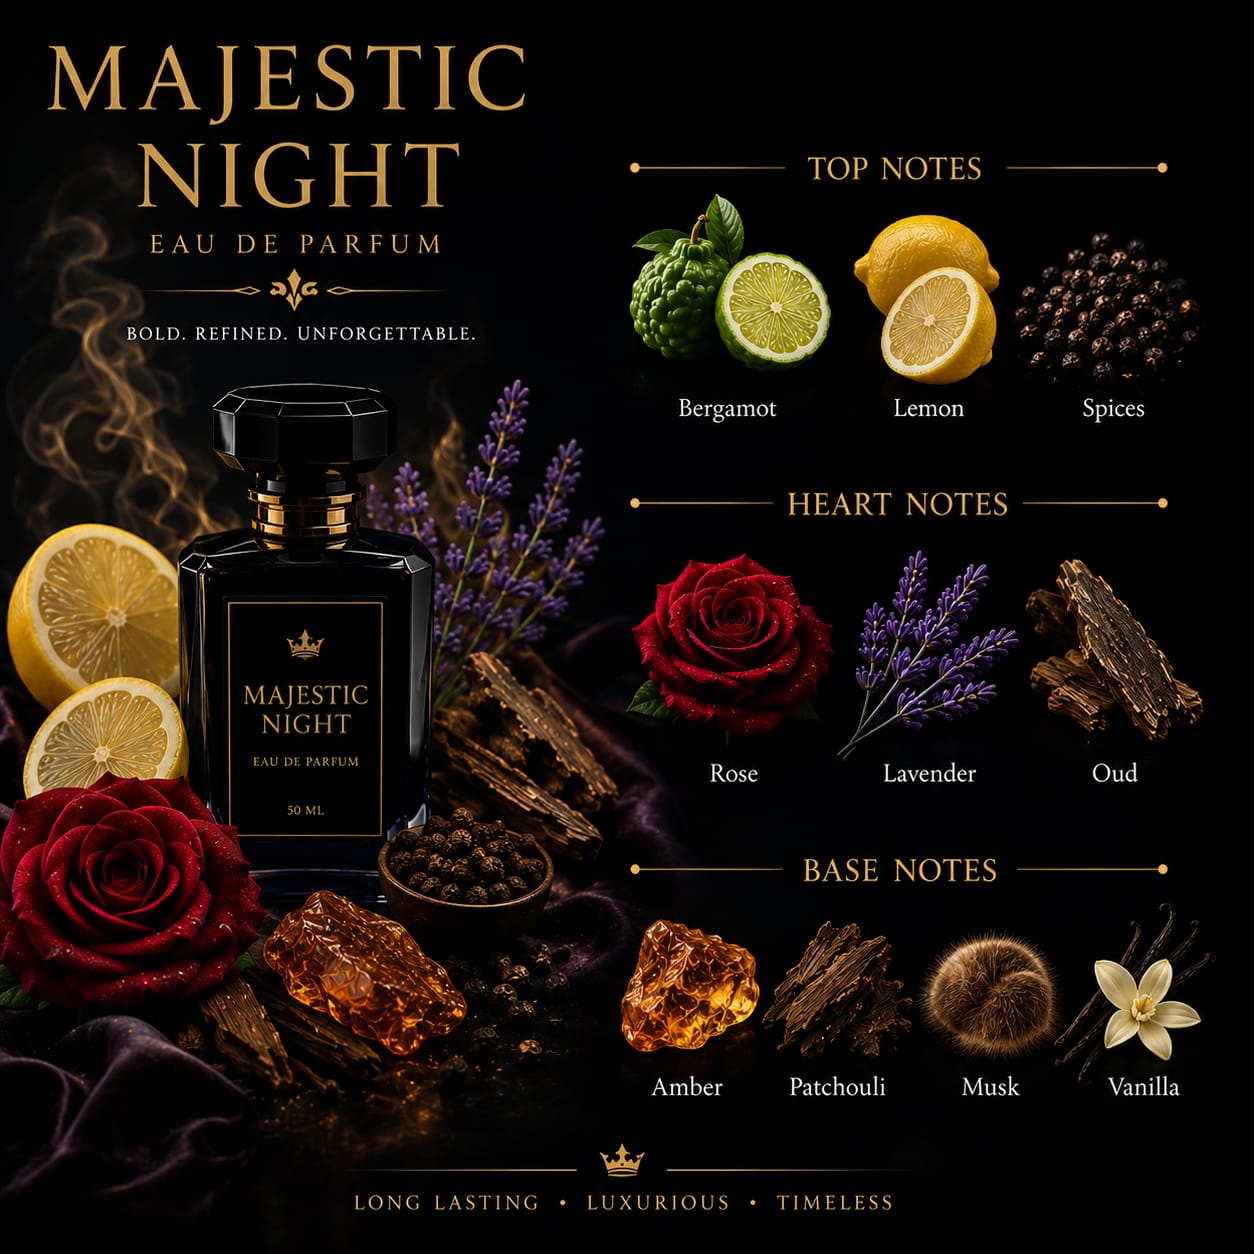 MAJESTIC
NIGHT
EAU DE PARFUM
BOLD. REFINED. UNFORGETTABLE.
MAJESTIC
NIGHT
EAU DE PARFUM
50 ML
TOP NOTES
Bergamot
Lemon
Spices
HEART NOTES
Rose
Lavender
Oud
BASE NOTES
Amber
Patchouli
Musk
Vanilla
LONG LASTING • LUXURIOUS • TIMELESS